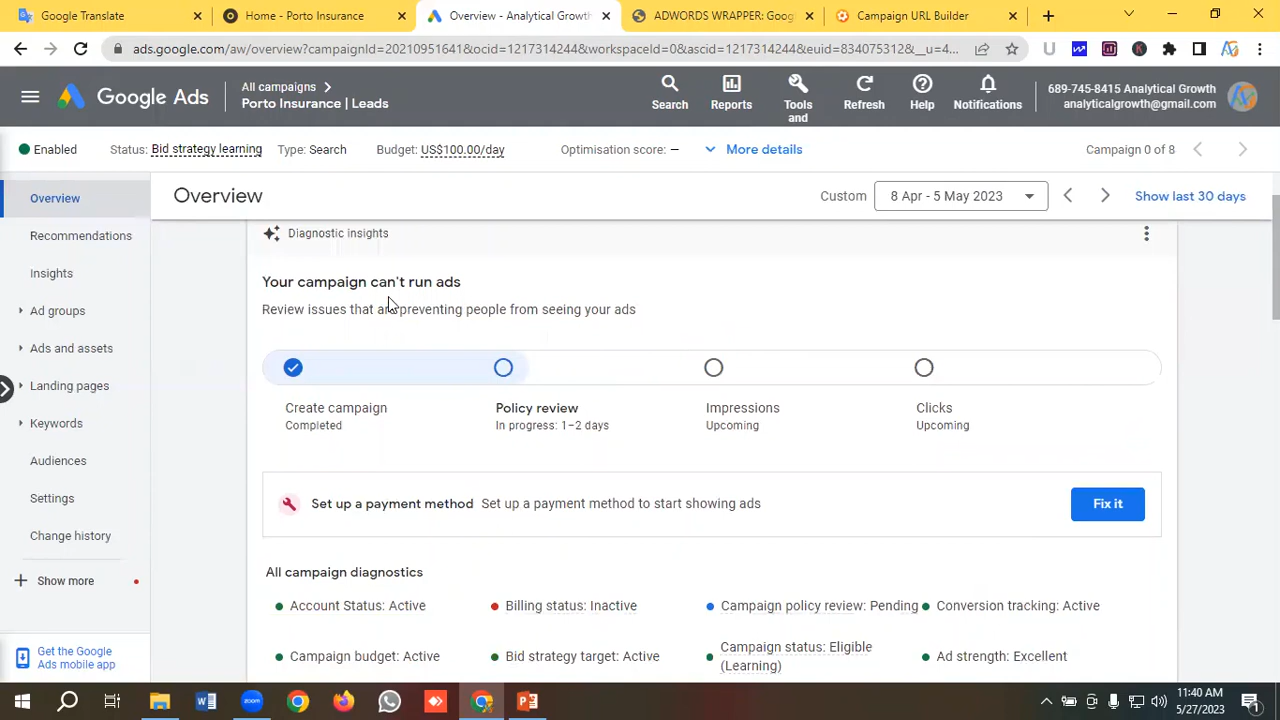 Google Translate
Home - Porto Insurance
Overview - Analytical Growth
ADWORDS WRAPPER: Goog
Campaign URL Builder
ads.google.com/aw/overview?campaignId=20210951641&ocid=1217314244&workspaceId=0&ascid=1217314244&euid=834075312&__u=4...
Google Ads
All campaigns
Porto Insurance | Leads
Search
Reports
Tools and
Refresh
Help
Notifications
689-745-8415 Analytical Growth
analyticalgrowth@gmail.com
Enabled
Status: Bid strategy learning
Type: Search
Budget: US$100.00/day
Optimisation score: —
More details
Campaign 0 of 8
Overview
Custom
8 Apr - 5 May 2023
Show last 30 days
Overview
Recommendations
Insights
Ad groups
Ads and assets
Landing pages
Keywords
Audiences
Settings
Change history
Show more
Get the Google
Ads mobile app
Diagnostic insights
Your campaign can't run ads
Review issues that are preventing people from seeing your ads
Create campaign
Completed
Policy review
In progress: 1–2 days
Impressions
Upcoming
Clicks
Upcoming
Set up a payment method Set up a payment method to start showing ads
Fix it
All campaign diagnostics
Account Status: Active
Billing status: Inactive
Campaign policy review: Pending
Conversion tracking: Active
Campaign budget: Active
Bid strategy target: Active
Campaign status: Eligible
(Learning)
Ad strength: Excellent
zoom
11:40 AM
5/27/2023
1